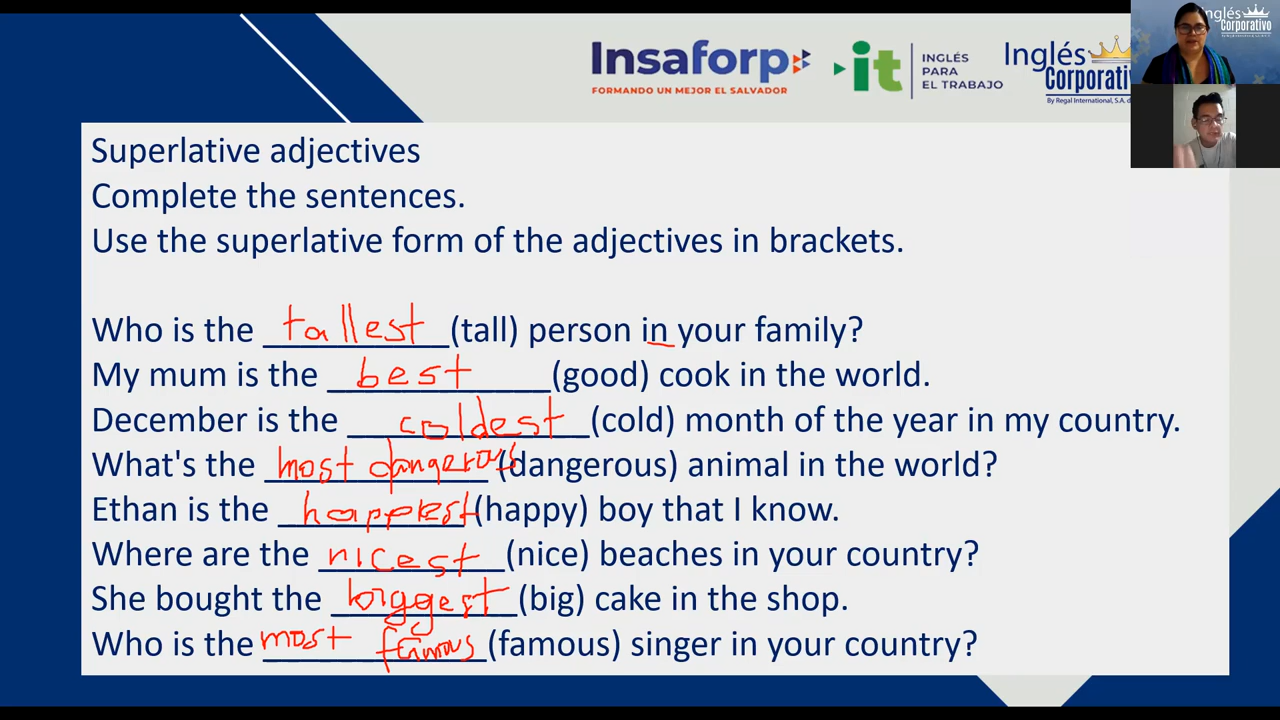 Insaforp
FORMANDO UN MEJOR EL SALVADOR
it
INGLÉS
PARA
EL TRABAJO
Inglés
Corporativo
By Regal International, S.A. d
Inglés
Corporativo
Superlative adjectives
Complete the sentences.
Use the superlative form of the adjectives in brackets.
Who is the tallest (tall) person in your family?
My mum is the best (good) cook in the world.
December is the coldest (cold) month of the year in my country.
What's the most dangerous (dangerous) animal in the world?
Ethan is the happiest (happy) boy that I know.
Where are the nicest (nice) beaches in your country?
She bought the biggest (big) cake in the shop.
Who is the most famous (famous) singer in your country?